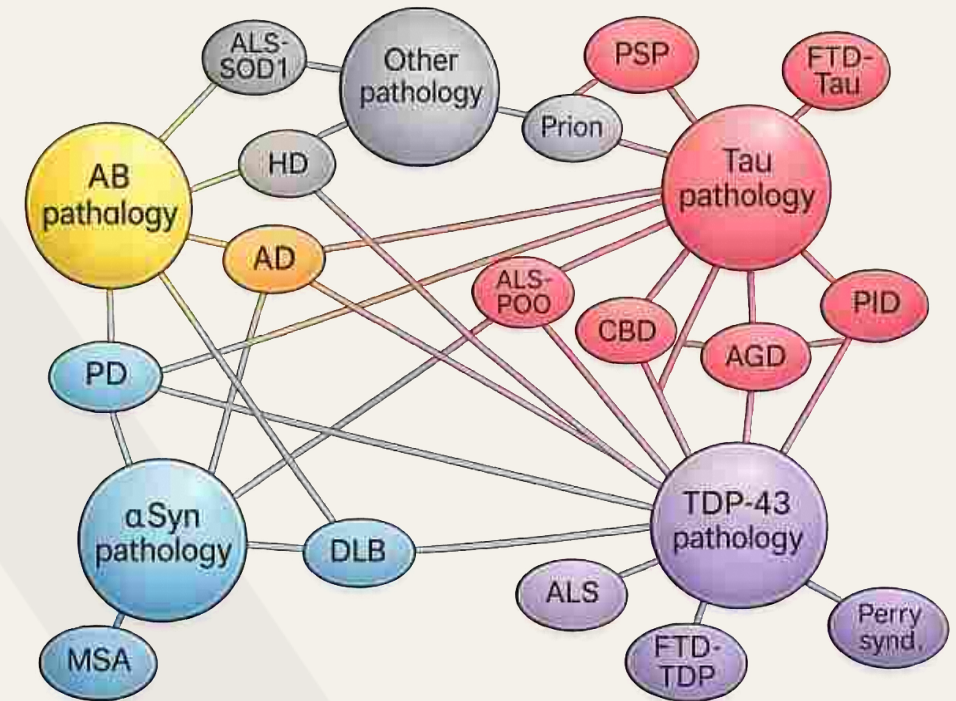 ALS-
SOD1
Other
pathology
PSP
FTD-
Tau
Prion
HD
AB
pathalogy
Tau
pathology
AD
ALS-
POO
CBD
AGD
PID
PD
αSyn
pathology
DLB
TDP-43
pathology
ALS
MSA
FTD-
TDP
Perry
synd.